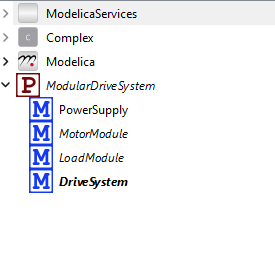 ModelicaServices
C Complex
m Modelica
P ModularDriveSystem
M PowerSupply
M MotorModule
M LoadModule
M DriveSystem